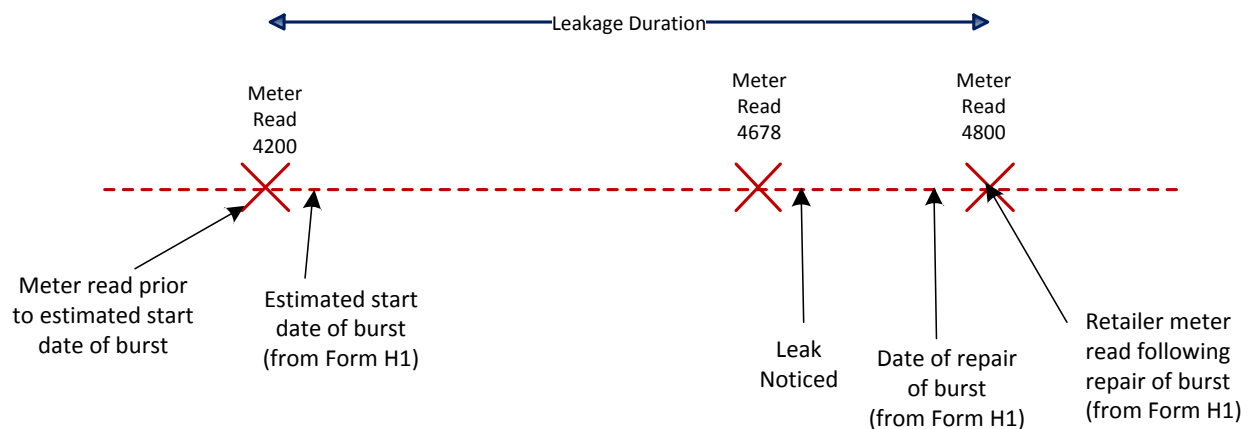 Leakage Duration
Meter
Read
4200
Meter
Read
4678
Meter
Read
4800
Meter read prior
to estimated start
date of burst
Estimated start
date of burst
(from Form H1)
Leak
Noticed
Date of repair
of burst
(from Form H1)
Retailer meter
read following
repair of burst
(from Form H1)